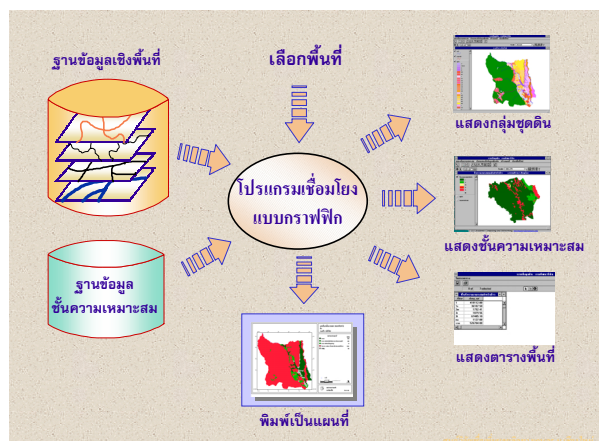 ฐานข้อมูลเชิงพื้นที่
เลือกพื้นที่
แสดงกลุ่มชุดดิน
โปรแกรมเชื่อมโยง
แบบกราฟฟิก
แสดงชั้นความเหมาะสม
ฐานข้อมูล
ชั้นความเหมาะสม
แสดงตารางพื้นที่
พิมพ์เป็นแผนที่